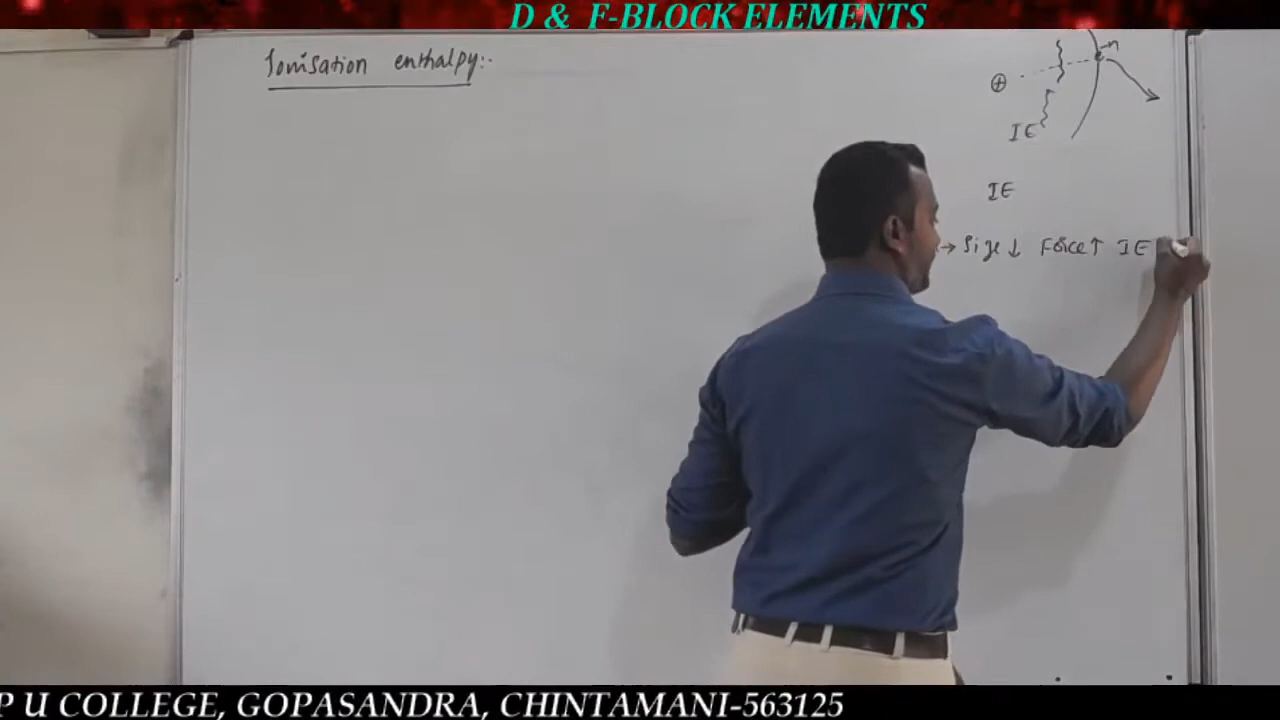 D & F-BLOCK ELEMENTS
Ionisation enthalpy:-
n
⊕
IE
IE
→ Size ↓ Force ↑ IE
P U COLLEGE, GOPASANDRA, CHINTAMANI-563125